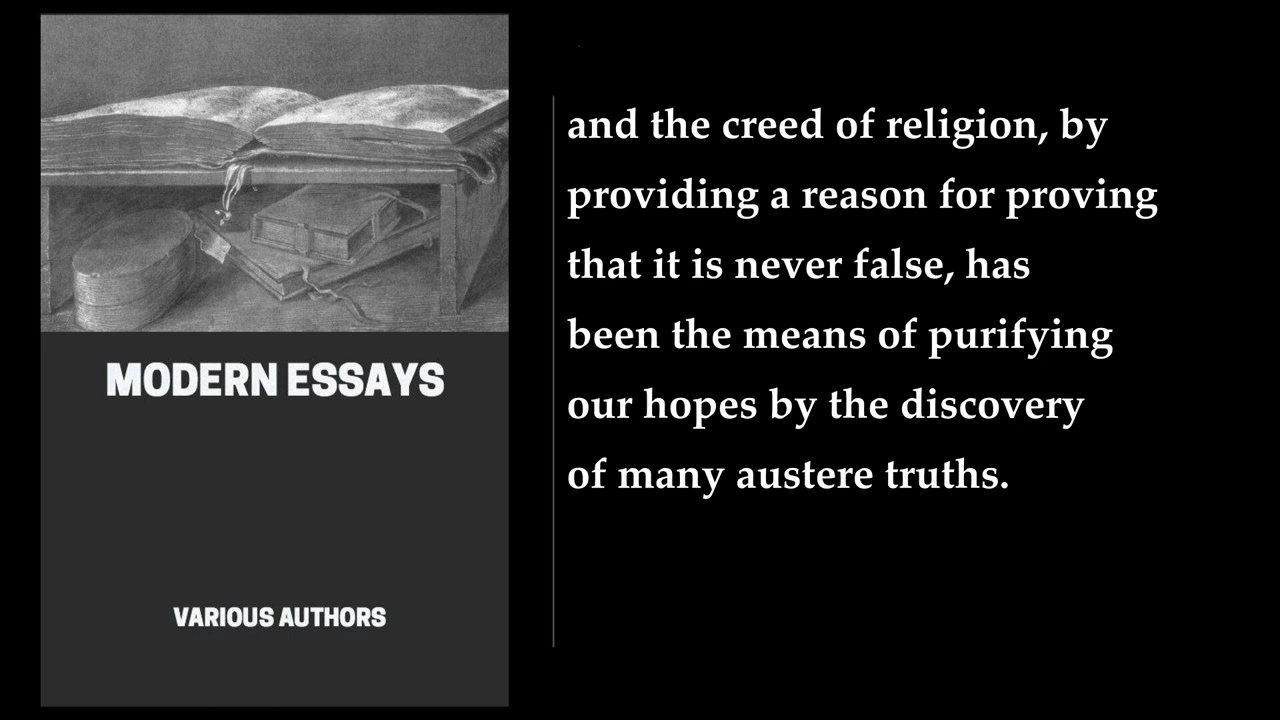 MODERN ESSAYS
VARIOUS AUTHORS
and the creed of religion, by
providing a reason for proving
that it is never false, has
been the means of purifying
our hopes by the discovery
of many austere truths.